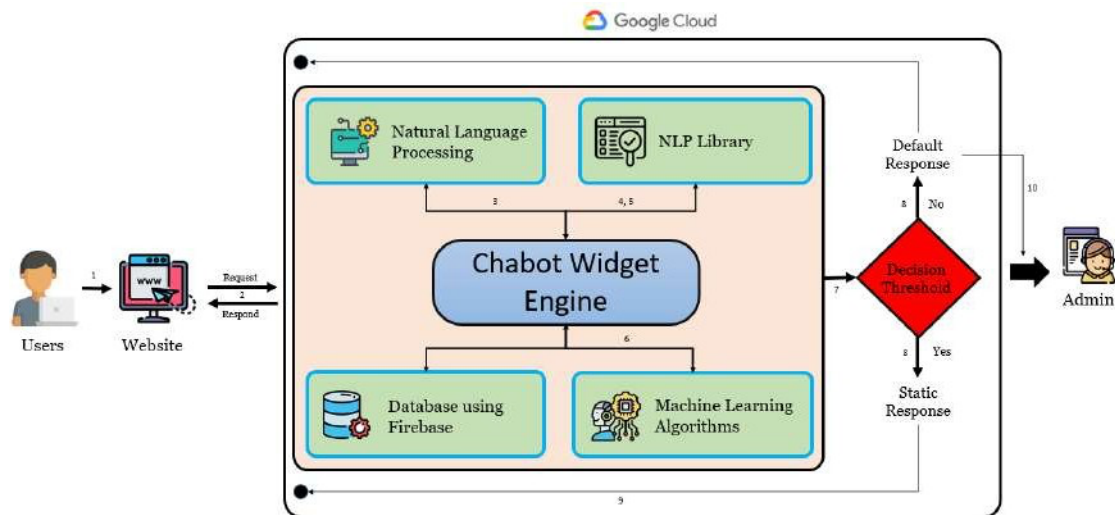 Google Cloud
Natural Language
Processing
NLP Library
Default
Response
10
3
4, 5
8
No
1
www
Request
2
Respond
Users
Website
Chabot Widget
Engine
7
Decision
Threshold
Admin
6
8
Yes
Database using
Firebase
Machine Learning
Algorithms
Static
Response
9